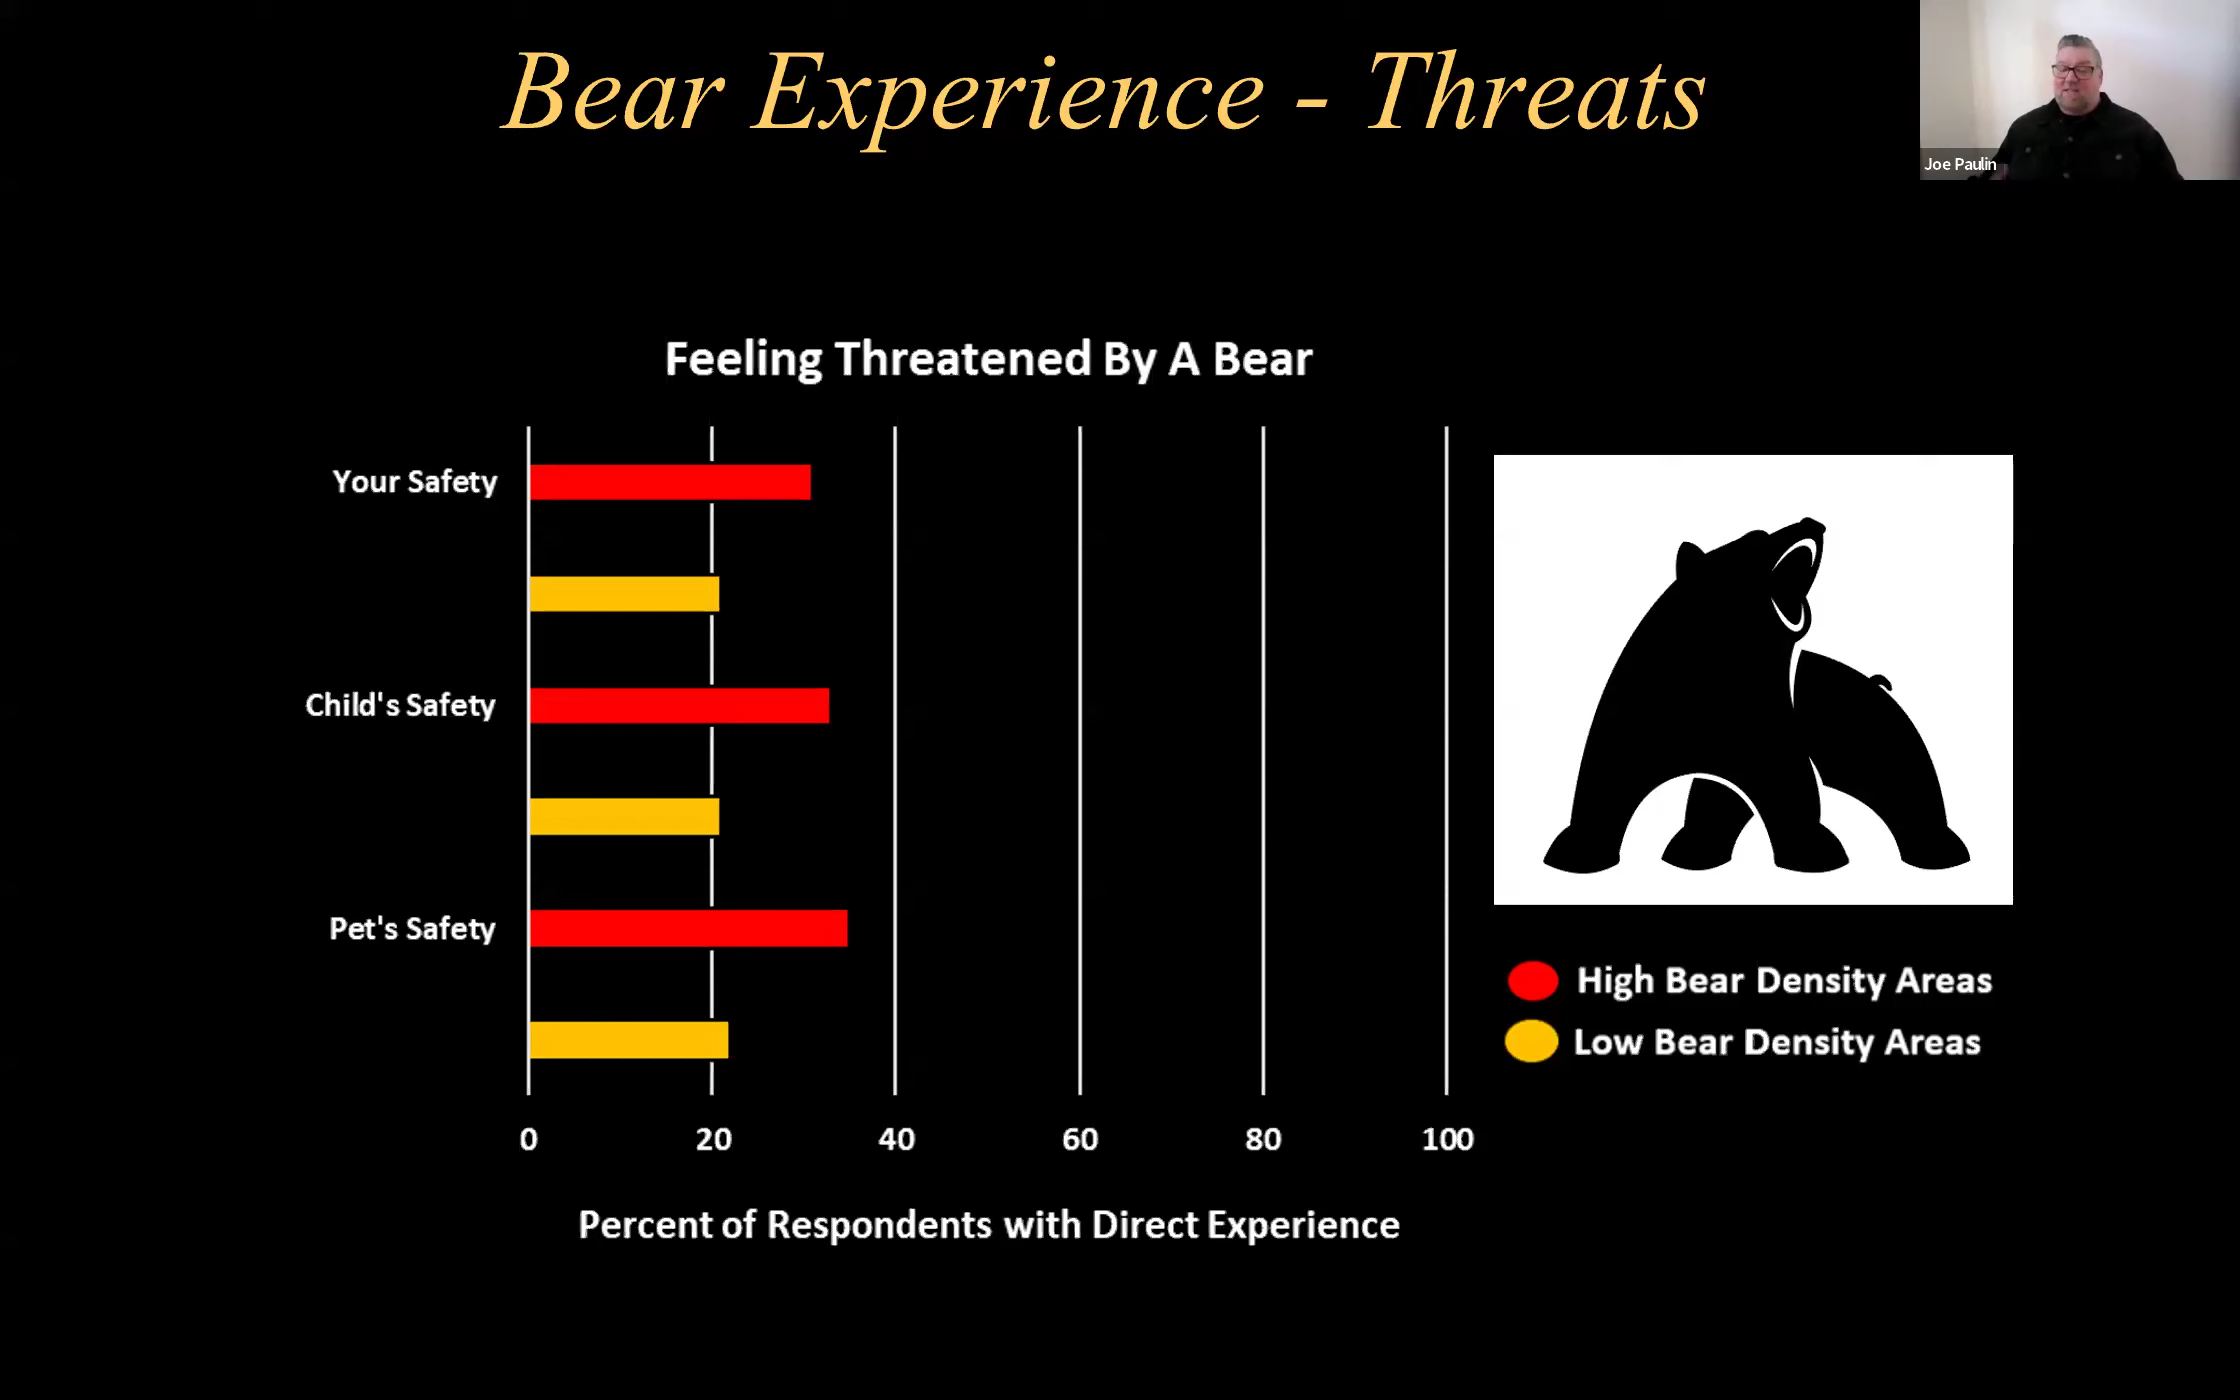 Bear Experience - Threats
Joe Paulin
Feeling Threatened By A Bear
Your Safety
Child's Safety
Pet's Safety
High Bear Density Areas
Low Bear Density Areas
0 20 40 60 80 100
Percent of Respondents with Direct Experience